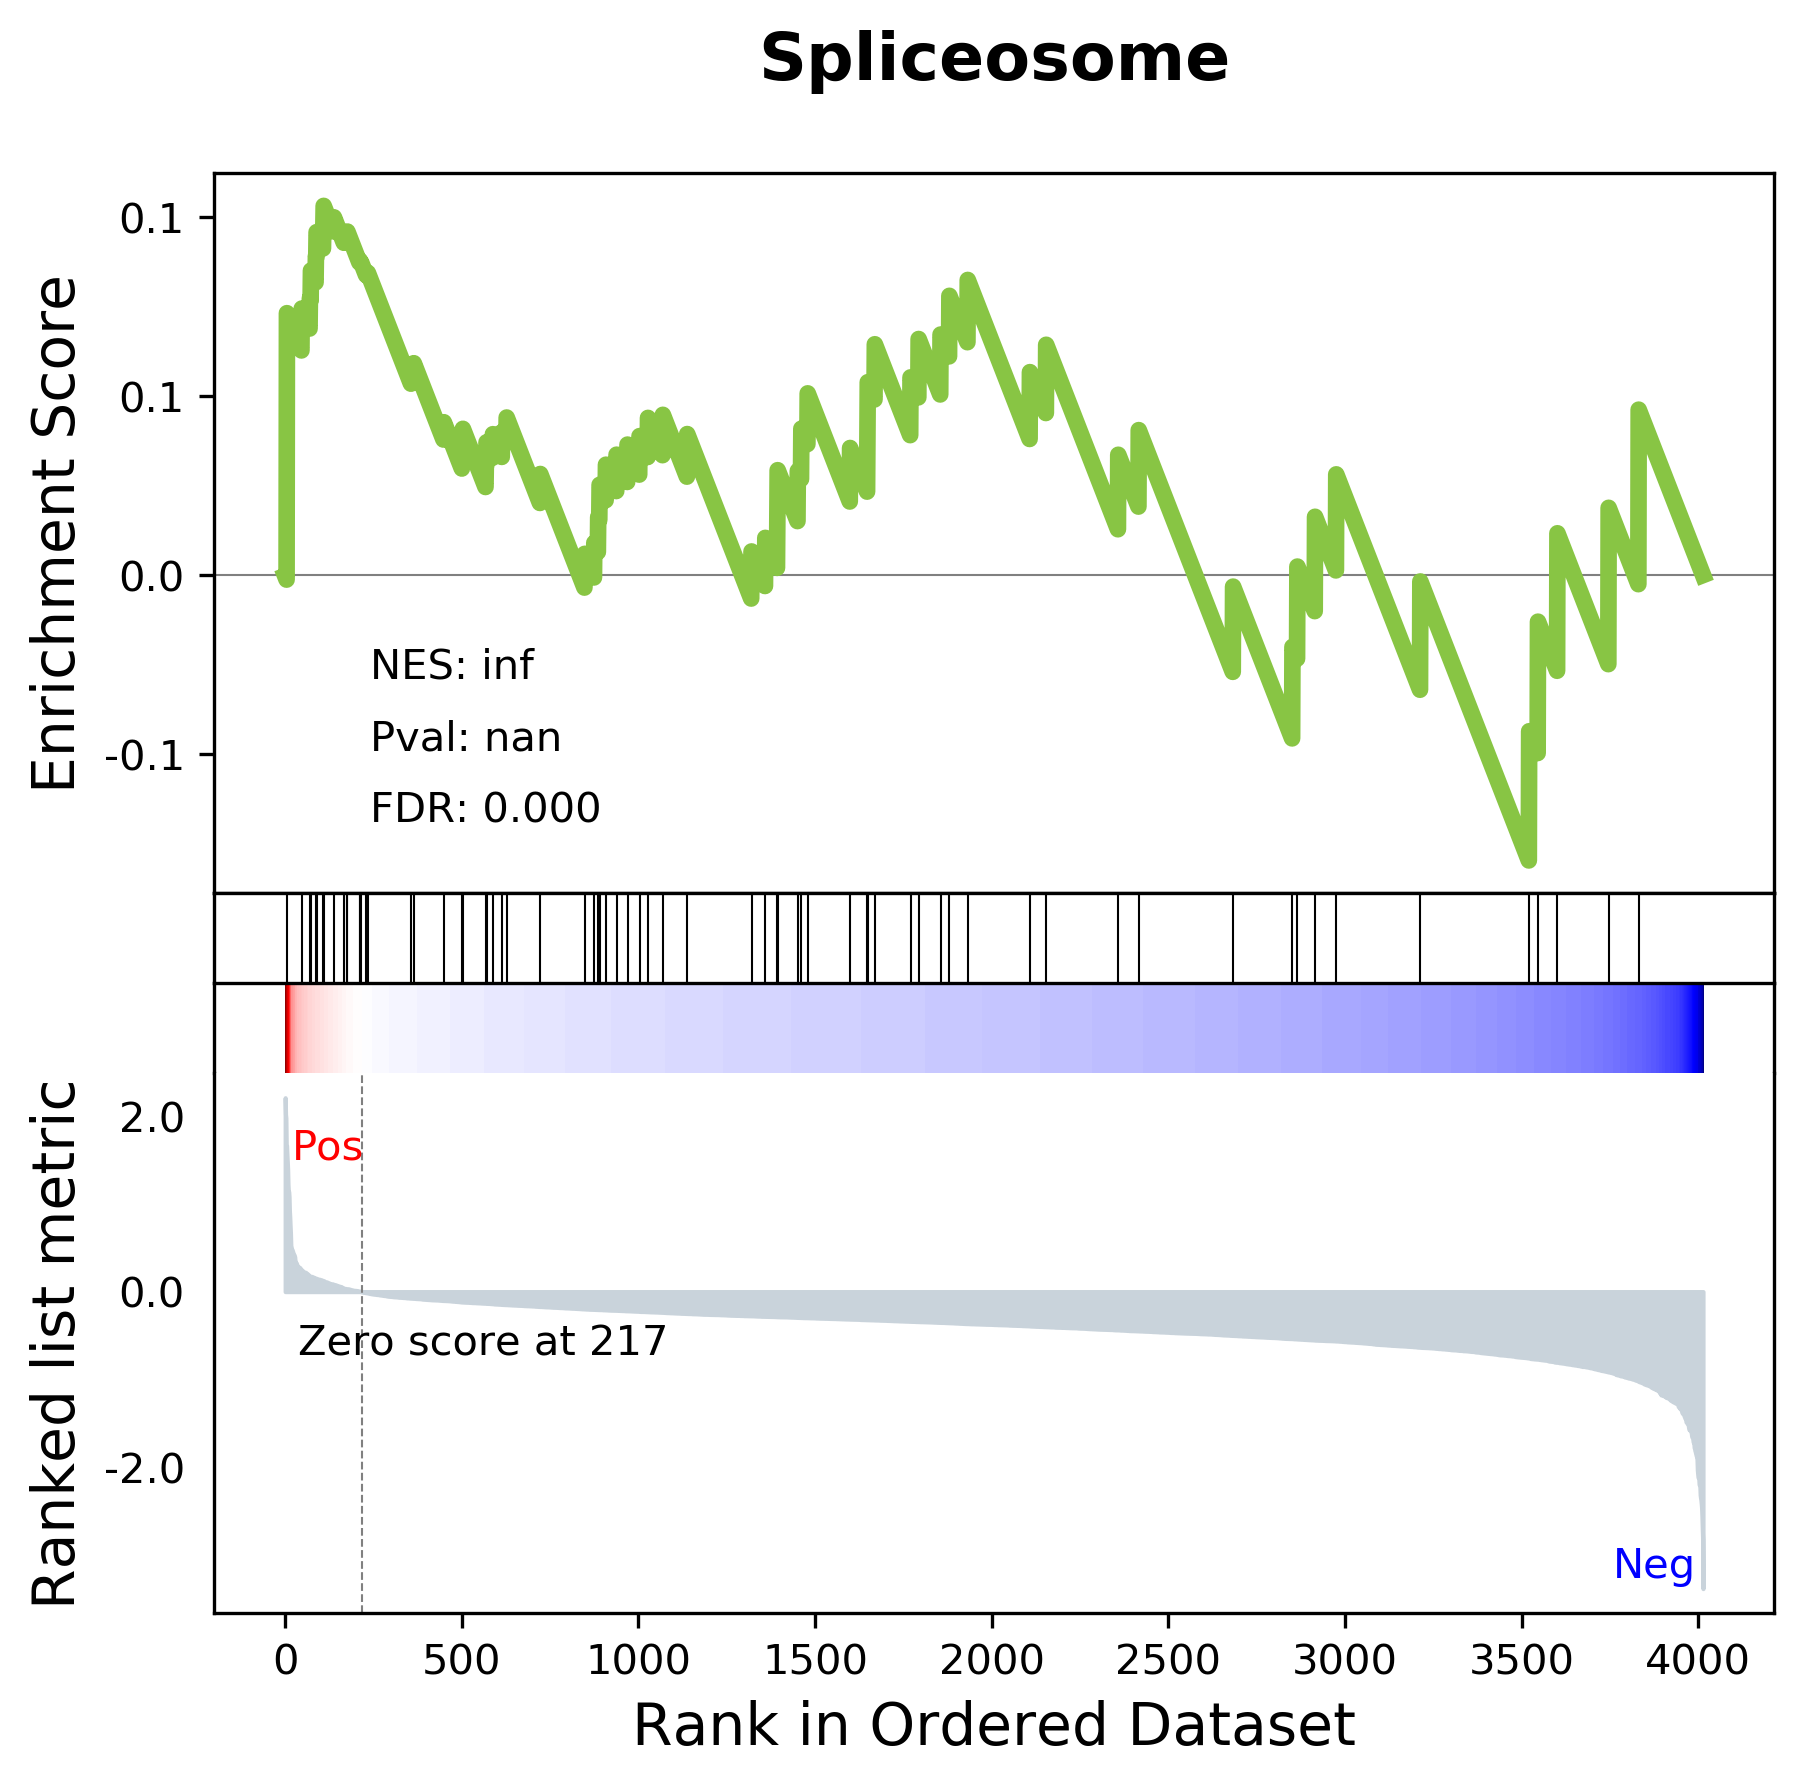 Spliceosome
Enrichment Score
0.1
0.1
0.0
-0.1
NES: inf
Pval: nan
FDR: 0.000
Ranked list metric
2.0
0.0
-2.0
Pos
Zero score at 217
Neg
0 500 1000 1500 2000 2500 3000 3500 4000
Rank in Ordered Dataset